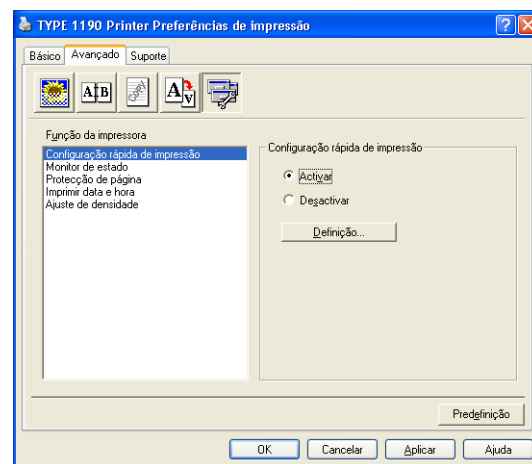 TYPE 1190 Printer Preferências de impressão
Básico
Avançado
Suporte
A B
A V
Função da impressora
Configuração rápida de impressão
Monitor de estado
Protecção de página
Imprimir data e hora
Ajuste de densidade
Configuração rápida de impressão
Activar
Desactivar
Definição...
Predefinição
OK
Cancelar
Aplicar
Ajuda